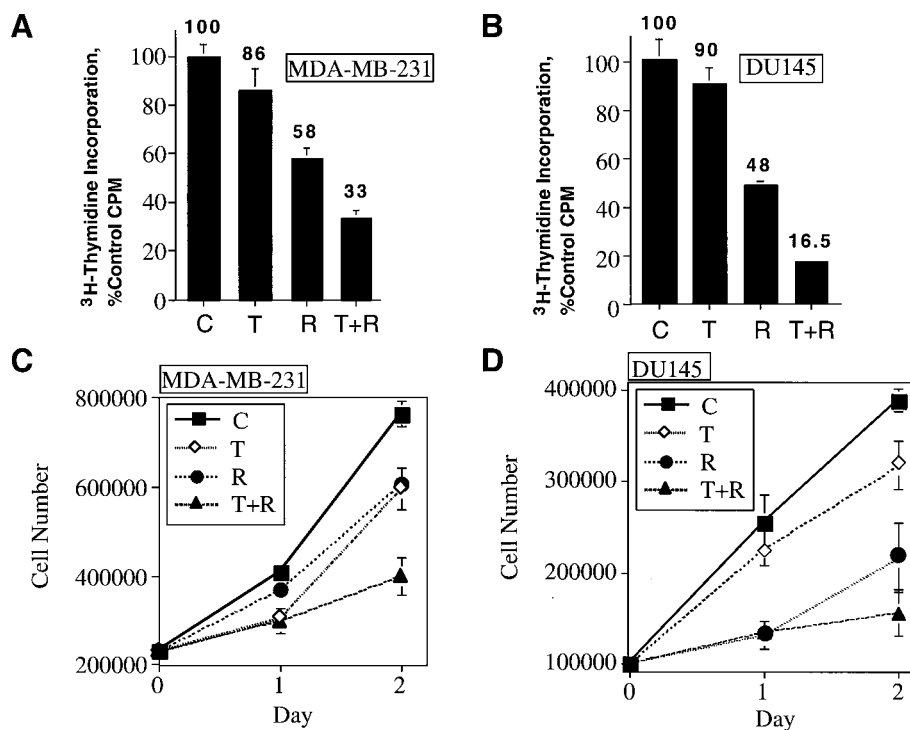 A
³H-Thymidine Incorporation,
%Control CPM
MDA-MB-231
100
80
60
40
20
0
100
86
58
33
C T R T+R
B
³H-Thymidine Incorporation,
%Control CPM
DU145
100
80
60
40
20
0
100
90
48
16.5
C T R T+R
C
MDA-MB-231
Cell Number
800000
600000
400000
200000
C
T
R
T+R
0 1 2
Day
D
DU145
Cell Number
400000
300000
200000
100000
C
T
R
T+R
0 1 2
Day